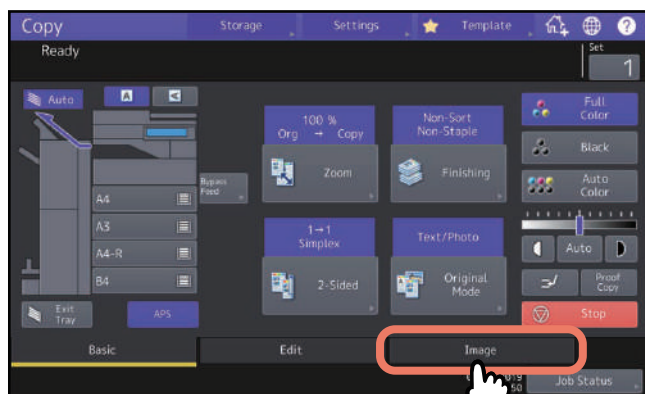 Copy
Storage
Settings
Template
?
Ready
Set
1
Auto
A
A
100 %
Org → Copy
Non-Sort
Non-Staple
Full
Color
Black
Zoom
Finishing
Auto
Color
Bypass
Feed
A4
A3
A4-R
B4
1→1
Simplex
Text/Photo
Auto
2-Sided
Original
Mode
Proof
Copy
Exit
Tray
APS
Stop
Basic
Edit
Image
Job Status